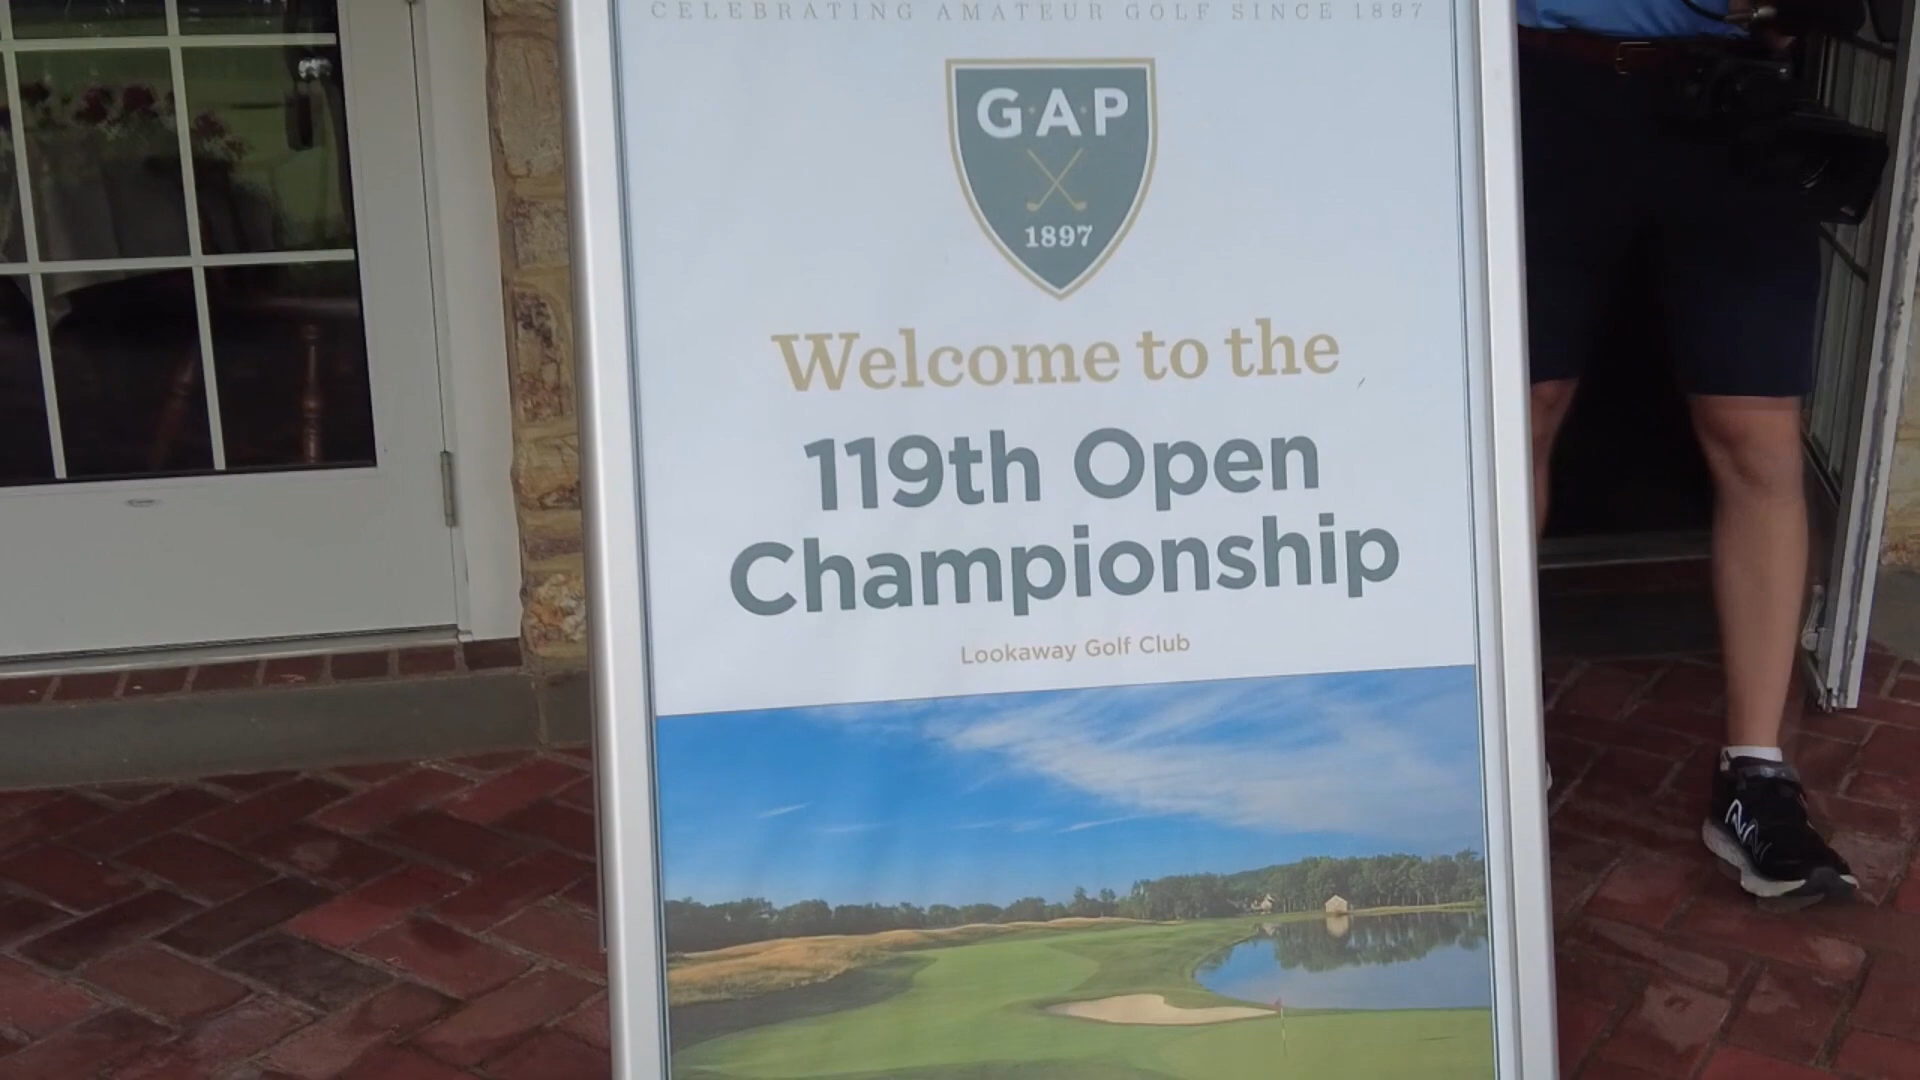 CELEBRATING AMATEUR GOLF SINCE 1897
G·A·P
1897
Welcome to the
119th Open
Championship
Lookaway Golf Club